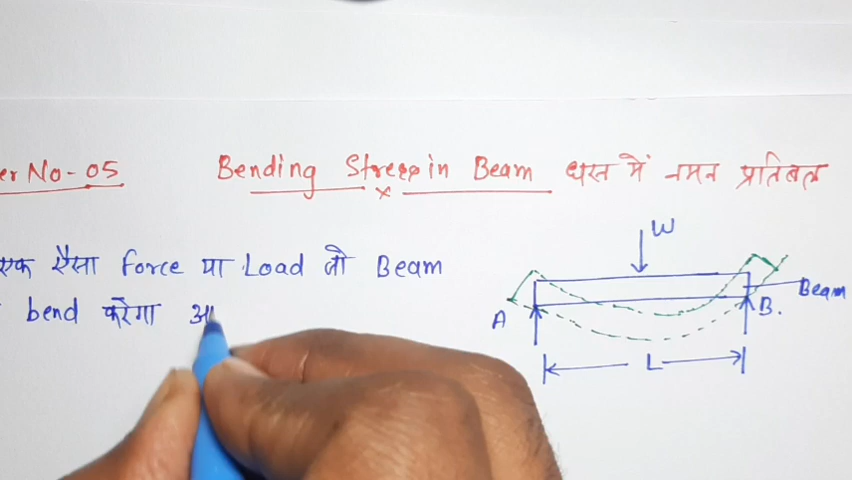 er No-05
Bending Stress in Beam धरन में नमन प्रतिबल
एक ऐसा force या Load जो Beam
bend करेगा
W
A
B.
Beam
L